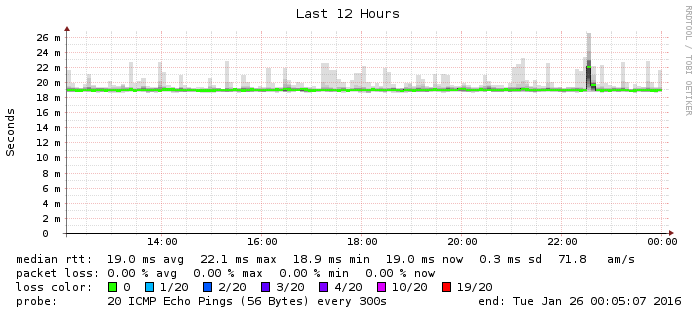 Last 12 Hours
RRDTOOL / TOBI OETIKER
Seconds
26 m
24 m
22 m
20 m
18 m
16 m
14 m
12 m
10 m
8 m
6 m
4 m
2 m
0
14:00 16:00 18:00 20:00 22:00 00:00
median rtt: 19.0 ms avg 22.1 ms max 18.9 ms min 19.0 ms now 0.3 ms sd 71.8 am/s
packet loss: 0.00 % avg 0.00 % max 0.00 % min 0.00 % now
loss color: 0 1/20 2/20 3/20 4/20 10/20 19/20
probe: 20 ICMP Echo Pings (56 Bytes) every 300s end: Tue Jan 26 00:05:07 2016